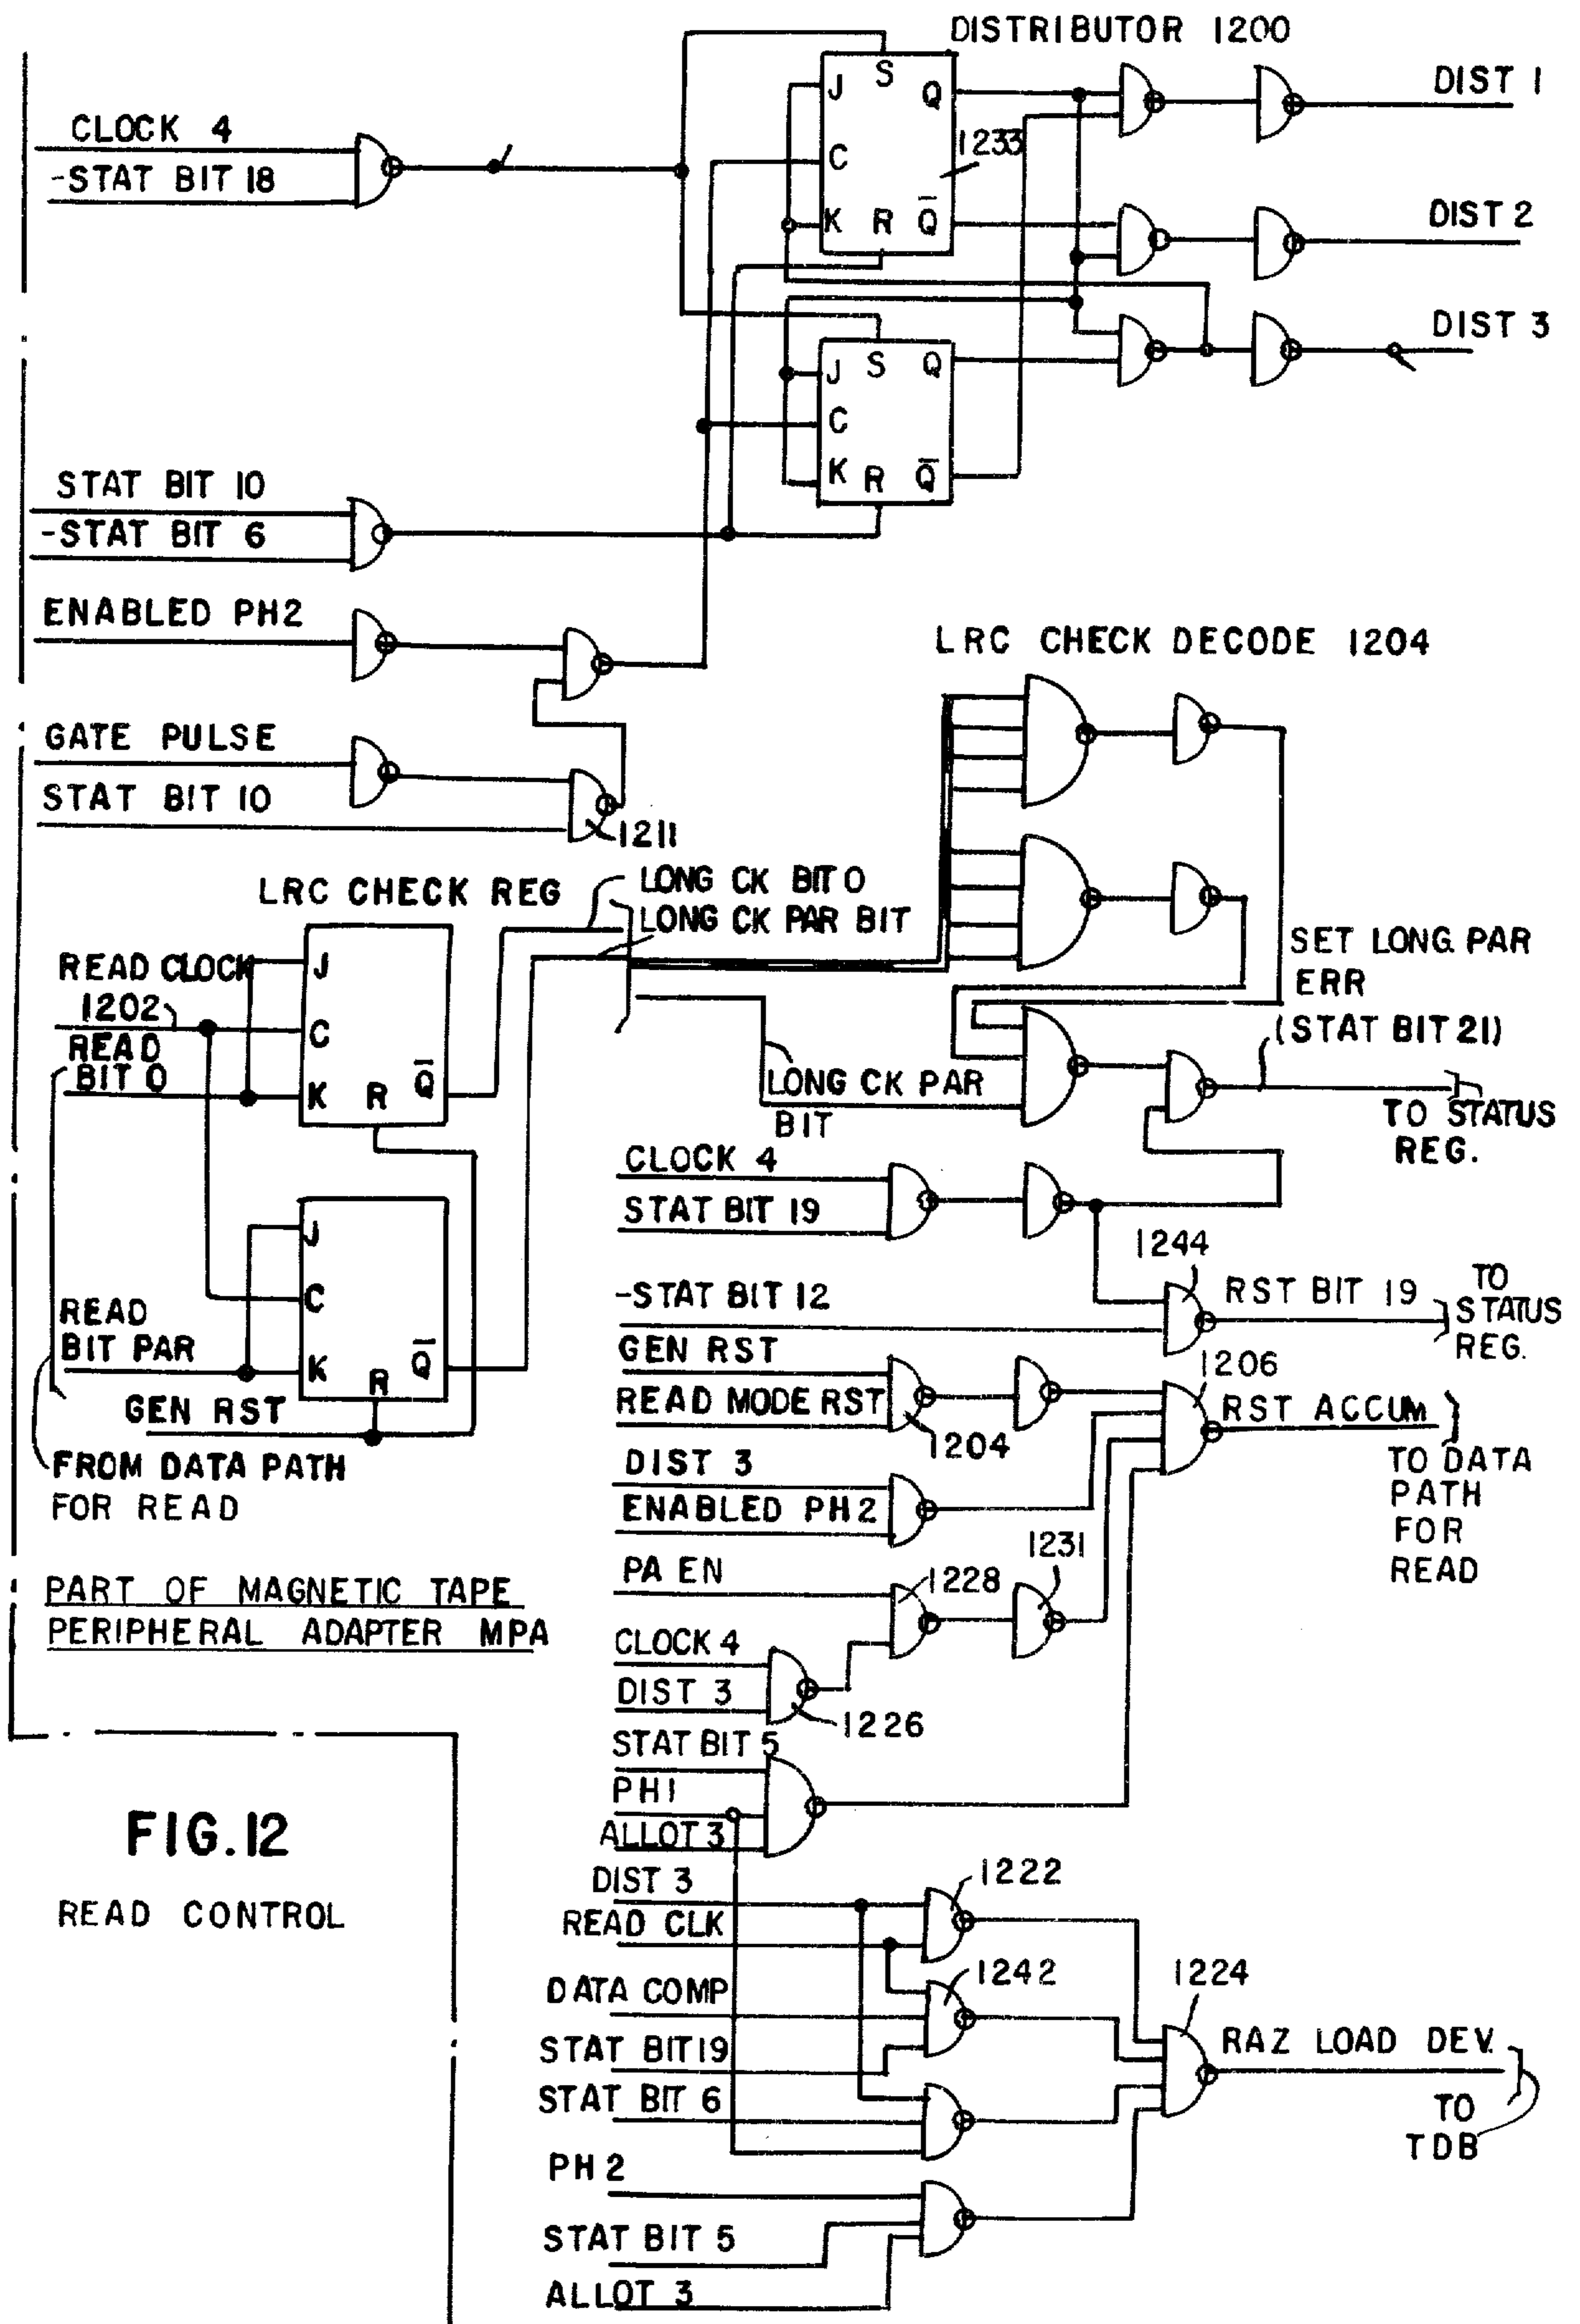 DISTRIBUTOR 1200
DIST 1
CLOCK 4
-STAT BIT 18
S
J
Q
1233
C
K
R
Q̅
DIST 2
DIST 3
J
S
Q
C
K
R
Q̅
STAT BIT 10
-STAT BIT 6
ENABLED PH2
GATE PULSE
STAT BIT 10
1211
LRC CHECK DECODE 1204
LRC CHECK REG
LONG CK BIT 0
LONG CK PAR BIT
SET LONG PAR
ERR
(STAT BIT 21)
TO STATUS
REG.
READ CLOCK
1202
READ
BIT 0
J
C
K
R
Q̅
LONG CK PAR
BIT
CLOCK 4
STAT BIT 19
J
C
K
R
Q̅
READ
BIT PAR
GEN RST
FROM DATA PATH
FOR READ
1244
-STAT BIT 12
RST BIT 19
TO
STATUS
REG.
GEN RST
READ MODE RST
1204
1206
RST ACCUM
TO DATA
PATH
FOR
READ
DIST 3
ENABLED PH2
PA EN
1228
1231
CLOCK 4
DIST 3
1226
PART OF MAGNETIC TAPE
PERIPHERAL ADAPTER MPA
STAT BIT 5
PH1
ALLOT 3
FIG.12
READ CONTROL
DIST 3
READ CLK
1222
DATA COMP
1242
STAT BIT 19
STAT BIT 6
1224
RAZ LOAD DEV.
TO
TDB
PH 2
STAT BIT 5
ALLOT 3